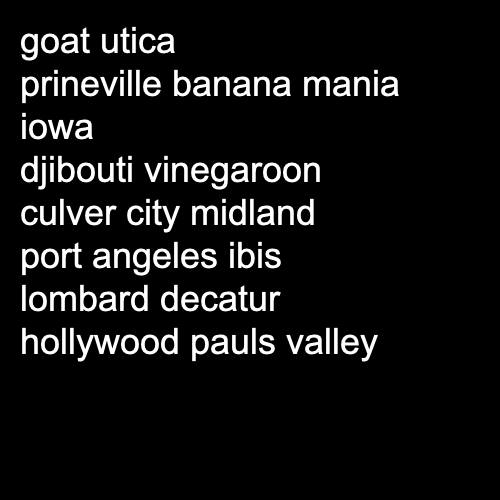 goat utica
prineville banana mania
iowa
djibouti vinegaroon
culver city midland
port angeles ibis
lombard decatur
hollywood pauls valley